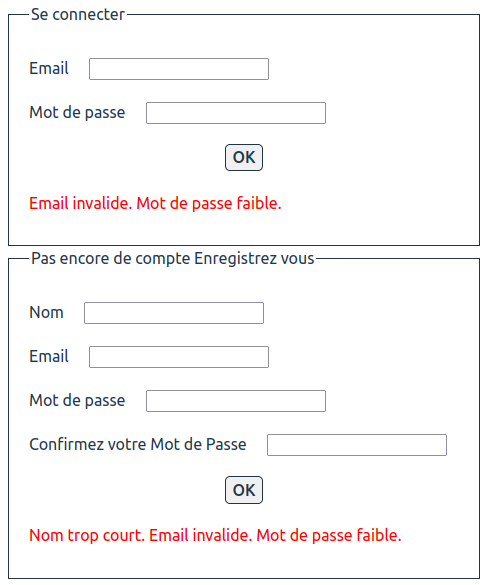 Se connecter
Email
Mot de passe
OK
Email invalide. Mot de passe faible.
Pas encore de compte Enregistrez vous
Nom
Email
Mot de passe
Confirmez votre Mot de Passe
OK
Nom trop court. Email invalide. Mot de passe faible.